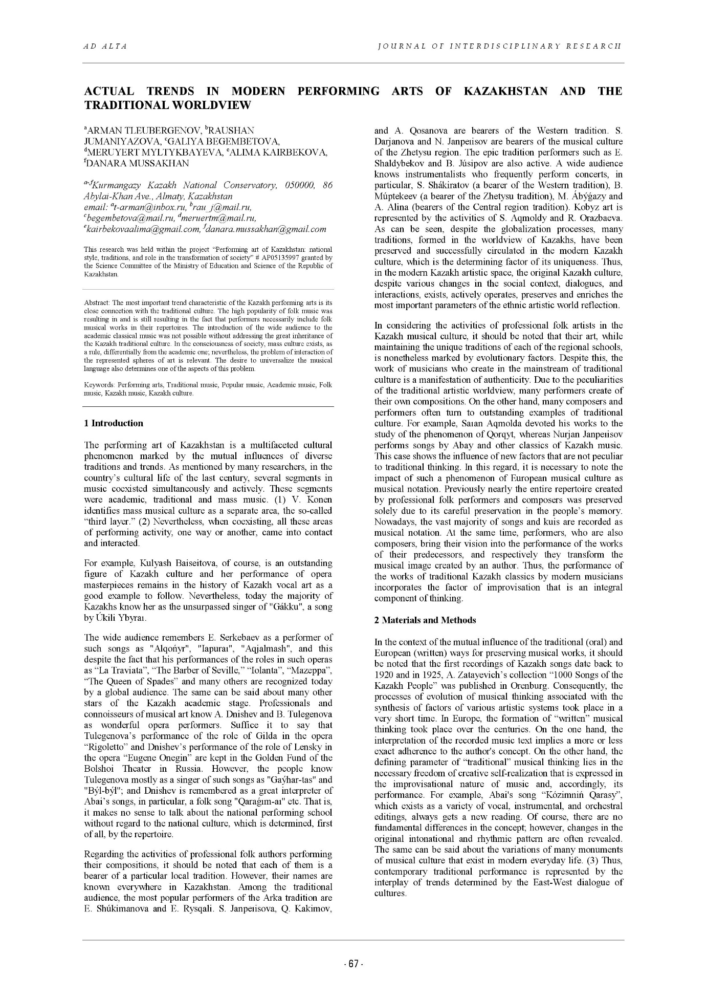 AD ALTA JOURNAL OF INTERDISCIPLINARY RESEARCH
ACTUAL TRENDS IN MODERN PERFORMING ARTS OF KAZAKHSTAN AND THE
TRADITIONAL WORLDVIEW
aARMAN TLEUBERGENOV, bRAUSHAN
JUMANIYAZOVA, cGALIYA BEGEMBETOVA,
dMERUYERT MYLTYKBAYEVA, eALIMA KAIRBEKOVA,
fDANARA MUSSAKHAN
a-fKurmangazy Kazakh National Conservatory, 050000, 86
Abylai-Khan Ave., Almaty, Kazakhstan
email: at-arman@inbox.ru, brau_j@mail.ru,
cbegembetova@mail.ru, dmeruertm@mail.ru,
ekairbekovaalima@gmail.com, fdanara.mussakhan@gmail.com
This research was held within the project “Performing art of Kazakhstan: national
style, traditions, and role in the transformation of society” # AP05135997 granted by
the Science Committee of the Ministry of Education and Science of the Republic of
Kazakhstan.
Abstract: The most important trend characteristic of the Kazakh performing arts is its
close connection with the traditional culture. The high popularity of folk music was
resulting in and is still resulting in the fact that performers necessarily include folk
musical works in their repertoires. The introduction of the wide audience to the
academic classical music was not possible without addressing the great inheritance of
the Kazakh traditional culture. In the consciousness of society, mass culture exists, as
a rule, differentially from the academic one; nevertheless, the problem of interaction of
the represented spheres of art is relevant. The desire to universalize the musical
language also determines one of the aspects of this problem.
Keywords: Performing arts, Traditional music, Popular music, Academic music, Folk
music, Kazakh music, Kazakh culture.
1 Introduction
The performing art of Kazakhstan is a multifaceted cultural
phenomenon marked by the mutual influences of diverse
traditions and trends. As mentioned by many researchers, in the
country’s cultural life of the last century, several segments in
music coexisted simultaneously and actively. These segments
were academic, traditional and mass music. (1) V. Konen
identifies mass musical culture as a separate area, the so-called
“third layer.” (2) Nevertheless, when coexisting, all these areas
of performing activity, one way or another, came into contact
and interacted.
For example, Kulyash Baiseitova, of course, is an outstanding
figure of Kazakh culture and her performance of opera
masterpieces remains in the history of Kazakh vocal art as a
good example to follow. Nevertheless, today the majority of
Kazakhs know her as the unsurpassed singer of "Gákku", a song
by Úkili Ybyraı.
The wide audience remembers E. Serkebaev as a performer of
such songs as "Alqońyr", "Iapuraı", "Aqjalmash", and this
despite the fact that his performances of the roles in such operas
as “La Traviata”, “The Barber of Seville,” “Iolanta”, “Mazeppa”,
“The Queen of Spades” and many others are recognized today
by a global audience. The same can be said about many other
stars of the Kazakh academic stage. Professionals and
connoisseurs of musical art know A. Dnishev and B. Tulegenova
as wonderful opera performers. Suffice it to say that
Tulegenova’s performance of the role of Gilda in the opera
“Rigoletto” and Dnishev’s performance of the role of Lensky in
the opera “Eugene Onegin” are kept in the Golden Fund of the
Bolshoi Theater in Russia. However, the people know
Tulegenova mostly as a singer of such songs as "Gaýhar-tas" and
"Býl-býl"; and Dnishev is remembered as a great interpreter of
Abai’s songs, in particular, a folk song "Qaraǵım-aı" etc. That is,
it makes no sense to talk about the national performing school
without regard to the national culture, which is determined, first
of all, by the repertoire.
Regarding the activities of professional folk authors performing
their compositions, it should be noted that each of them is a
bearer of a particular local tradition. However, their names are
known everywhere in Kazakhstan. Among the traditional
audience, the most popular performers of the Arka tradition are
E. Shúkimanova and E. Rysqali. S. Janpeıisova, Q. Kakimov,
and A. Qosanova are bearers of the Western tradition. S.
Darjanova and N. Janpeıisov are bearers of the musical culture
of the Zhetysu region. The epic tradition performers such as E.
Shaldybekov and B. Júsipov are also active. A wide audience
knows instrumentalists who frequently perform concerts, in
particular, S. Shákiratov (a bearer of the Western tradition), B.
Múptekeev (a bearer of the Zhetysu tradition), M. Ábýǵazy and
A. Alina (bearers of the Central region tradition). Kobyz art is
represented by the activities of S. Aqmoldy and R. Orazbaeva.
As can be seen, despite the globalization processes, many
traditions, formed in the worldview of Kazakhs, have been
preserved and successfully circulated in the modern Kazakh
culture, which is the determining factor of its uniqueness. Thus,
in the modern Kazakh artistic space, the original Kazakh culture,
despite various changes in the social context, dialogues, and
interactions, exists, actively operates, preserves and enriches the
most important parameters of the ethnic artistic world reflection.
In considering the activities of professional folk artists in the
Kazakh musical culture, it should be noted that their art, while
maintaining the unique traditions of each of the regional schools,
is nonetheless marked by evolutionary factors. Despite this, the
work of musicians who create in the mainstream of traditional
culture is a manifestation of authenticity. Due to the peculiarities
of the traditional artistic worldview, many performers create of
their own compositions. On the other hand, many composers and
performers often turn to outstanding examples of traditional
culture. For example, Saıan Aqmolda devoted his works to the
study of the phenomenon of Qorqyt, whereas Nurjan Janpeıisov
performs songs by Abay and other classics of Kazakh music.
This case shows the influence of new factors that are not peculiar
to traditional thinking. In this regard, it is necessary to note the
impact of such a phenomenon of European musical culture as
musical notation. Previously nearly the entire repertoire created
by professional folk performers and composers was preserved
solely due to its careful preservation in the people’s memory.
Nowadays, the vast majority of songs and kuis are recorded as
musical notation. At the same time, performers, who are also
composers, bring their vision into the performance of the works
of their predecessors, and respectively they transform the
musical image created by an author. Thus, the performance of
the works of traditional Kazakh classics by modern musicians
incorporates the factor of improvisation that is an integral
component of thinking.
2 Materials and Methods
In the context of the mutual influence of the traditional (oral) and
European (written) ways for preserving musical works, it should
be noted that the first recordings of Kazakh songs date back to
1920 and in 1925, A. Zatayevich’s collection “1000 Songs of the
Kazakh People” was published in Orenburg. Consequently, the
processes of evolution of musical thinking associated with the
synthesis of factors of various artistic systems took place in a
very short time. In Europe, the formation of “written” musical
thinking took place over the centuries. On the one hand, the
interpretation of the recorded music text implies a more or less
exact adherence to the author's concept. On the other hand, the
defining parameter of “traditional” musical thinking lies in the
necessary freedom of creative self-realization that is expressed in
the improvisational nature of music and, accordingly, its
performance. For example, Abai's song “Kózimniń Qarasy”,
which exists as a variety of vocal, instrumental, and orchestral
editings, always gets a new reading. Of course, there are no
fundamental differences in the concept; however, changes in the
original intonational and rhythmic pattern are often revealed.
The same can be said about the variations of many monuments
of musical culture that exist in modern everyday life. (3) Thus,
contemporary traditional performance is represented by the
interplay of trends determined by the East-West dialogue of
cultures.
- 67 -